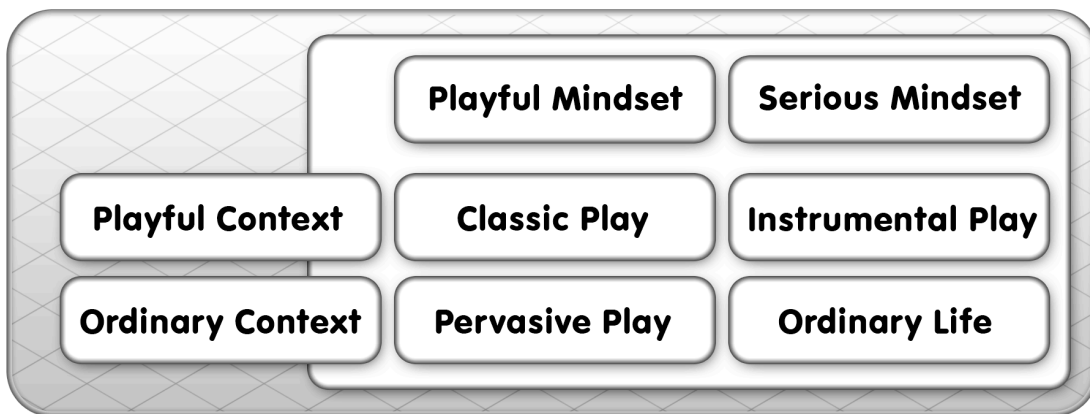 Playful Mindset
Serious Mindset
Playful Context
Classic Play
Instrumental Play
Ordinary Context
Pervasive Play
Ordinary Life